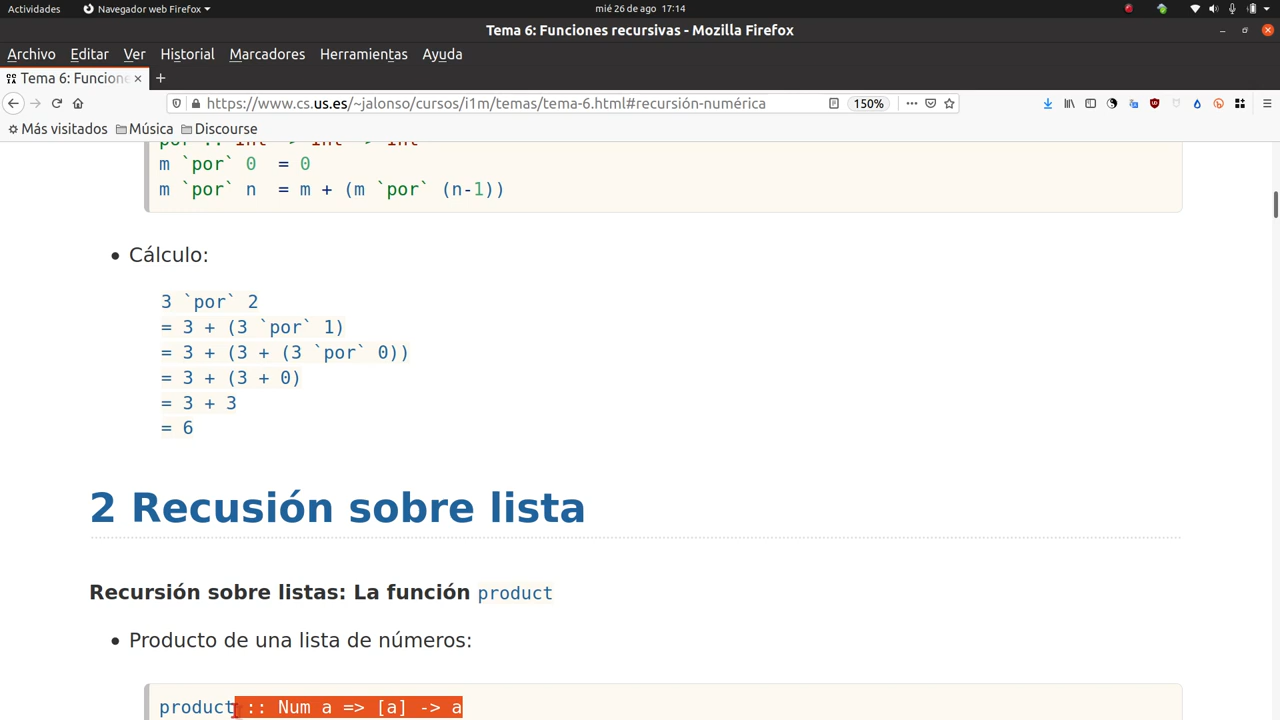 Actividades
Navegador web Firefox
mié 26 de ago 17:14
Tema 6: Funciones recursivas - Mozilla Firefox
Archivo Editar Ver Historial Marcadores Herramientas Ayuda
Tema 6: Funcione
https://www.cs.us.es/~jalonso/cursos/i1m/temas/tema-6.html#recursión-numérica
150%
Más visitados Música Discourse
por :: Int -> Int -> Int
m `por` 0 = 0
m `por` n = m + (m `por` (n-1))
• Cálculo:
3 `por` 2
= 3 + (3 `por` 1)
= 3 + (3 + (3 `por` 0))
= 3 + (3 + 0)
= 3 + 3
= 6
2 Recusión sobre lista
Recursión sobre listas: La función product
• Producto de una lista de números:
product :: Num a => [a] -> a